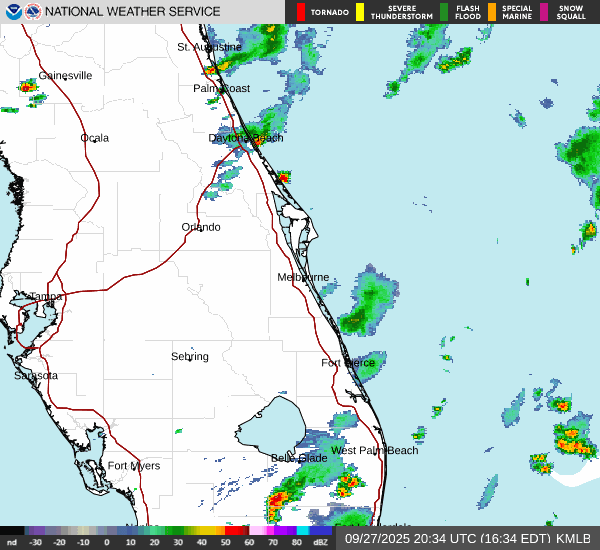 NATIONAL WEATHER SERVICE
TORNADO
SEVERE THUNDERSTORM
FLASH FLOOD
SPECIAL MARINE
SNOW SQUALL
St. Augustine
Gainesville
Palm Coast
Ocala
Daytona Beach
Orlando
Melbourne
Tampa
Sebring
Fort Pierce
Sarasota
West Palm Beach
Belle Glade
Fort Myers
nd -30 -20 -10 0 10 20 30 40 50 60 70 80 dBZ
09/27/2025 20:34 UTC (16:34 EDT) KMLB